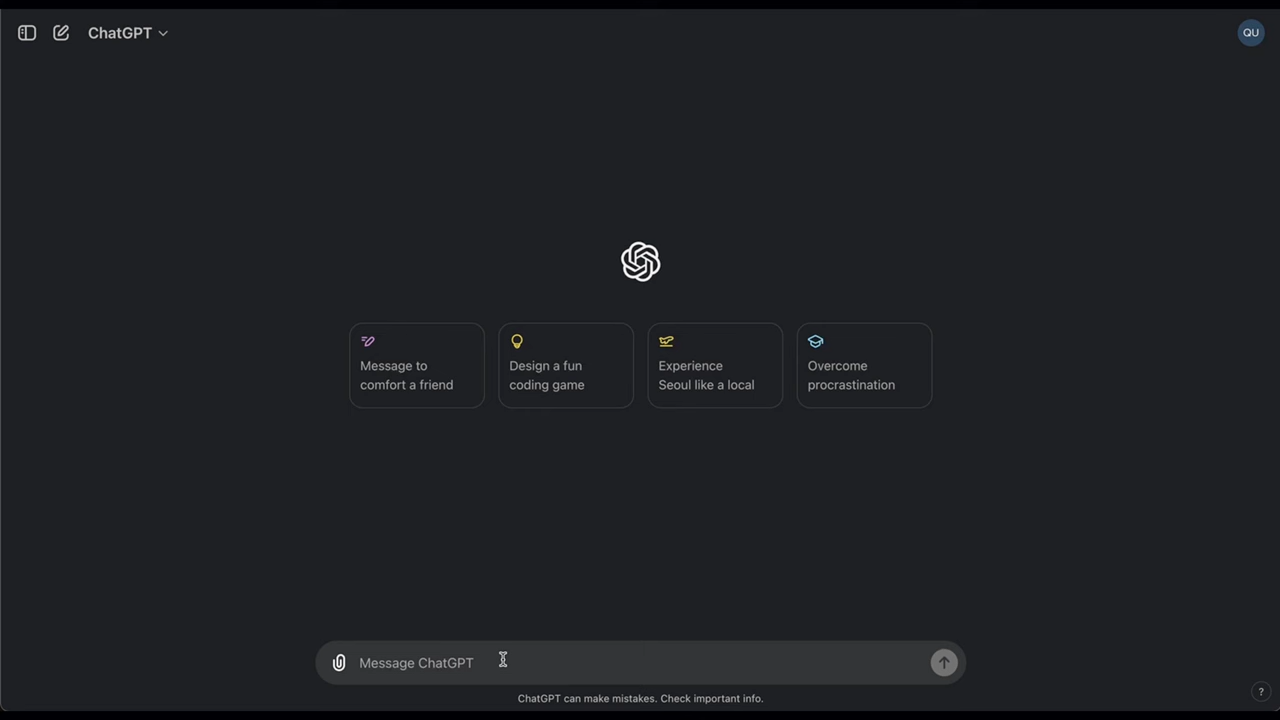 ChatGPT
QU
Message to
comfort a friend
Design a fun
coding game
Experience
Seoul like a local
Overcome
procrastination
Message ChatGPT
ChatGPT can make mistakes. Check important info.
?